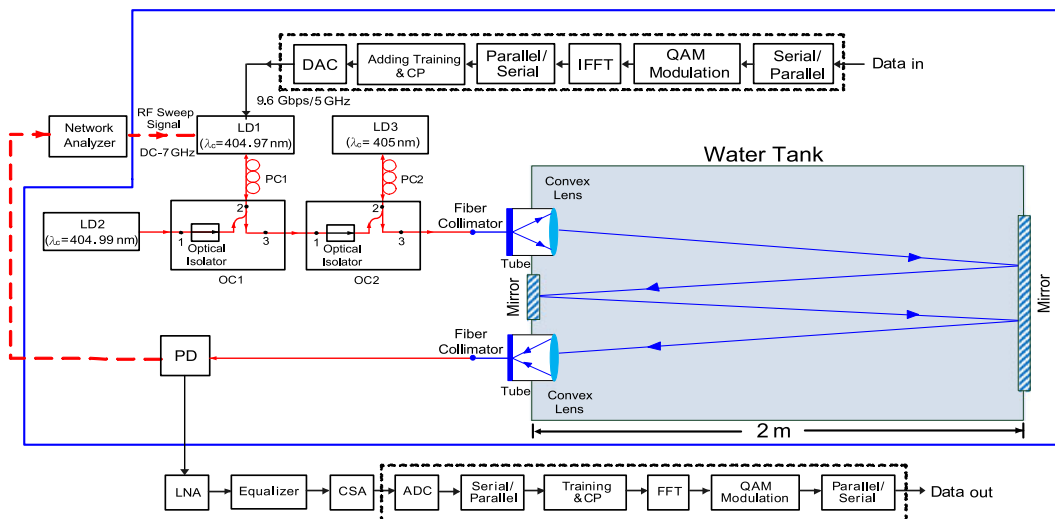 DAC
Adding Training
& CP
Parallel/
Serial
IFFT
QAM
Modulation
Serial/
Parallel
Data in
9.6 Gbps/5 GHz
Network
Analyzer
RF Sweep
Signal
DC-7 GHz
LD1
(λc= 404.97 nm)
LD3
(λc= 405 nm)
PC1
PC2
LD2
(λc= 404.99 nm)
1
2
3
Optical
Isolator
OC1
1
2
3
Optical
Isolator
OC2
Fiber
Collimator
Tube
Convex
Lens
Water Tank
Mirror
Mirror
PD
Fiber
Collimator
Tube
Convex
Lens
2 m
LNA
Equalizer
CSA
ADC
Serial/
Parallel
Training
&CP
FFT
QAM
Modulation
Parallel/
Serial
Data out